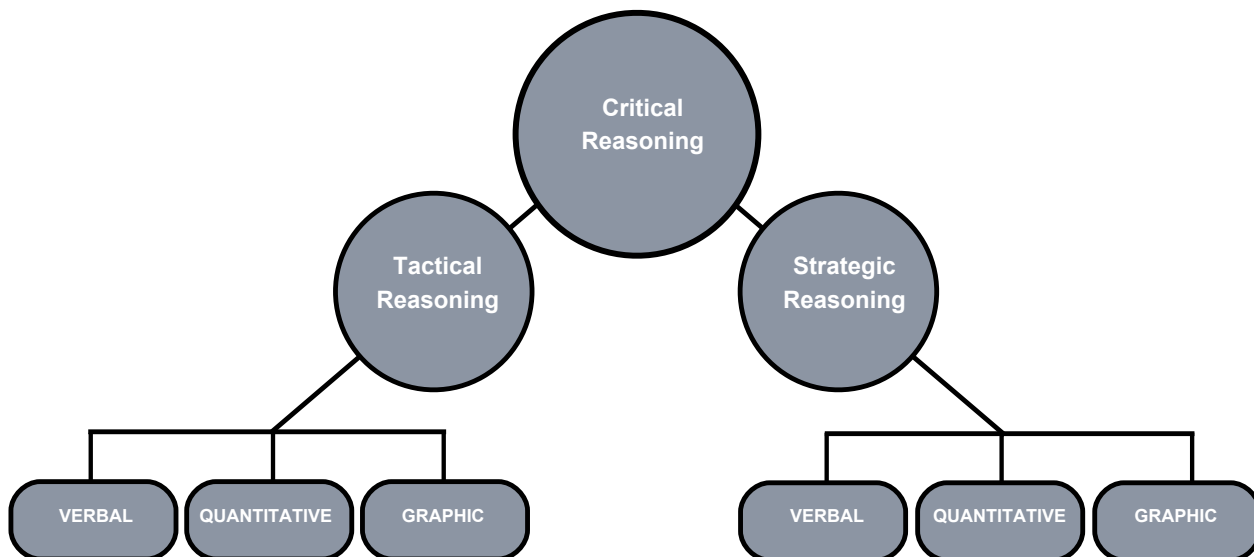 Critical
Reasoning
Tactical
Reasoning
Strategic
Reasoning
VERBAL
QUANTITATIVE
GRAPHIC
VERBAL
QUANTITATIVE
GRAPHIC